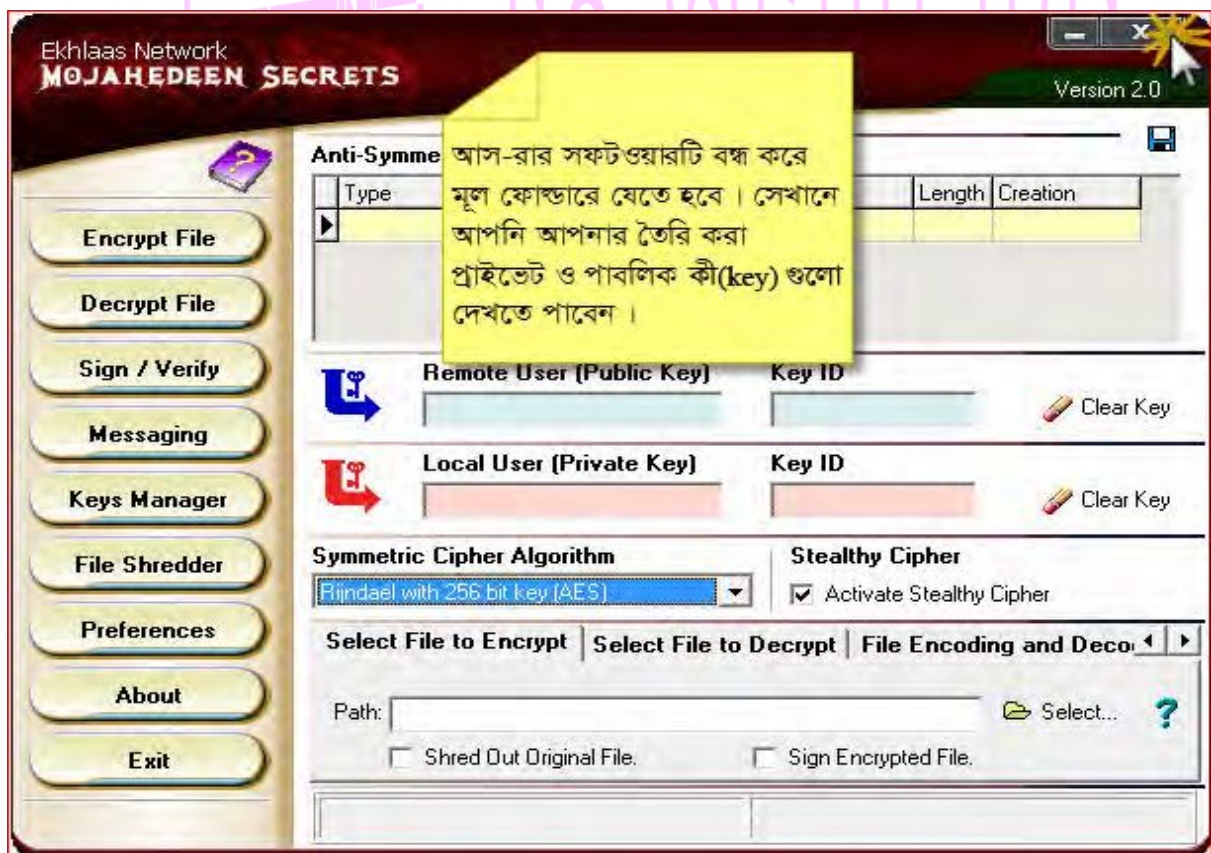 Ekhlaas Network
MOJAHEDEEN SECRETS
Version 2.0
আস-রার সফটওয়ারটি বন্ধ করে
মূল ফোল্ডারে যেতে হবে । সেখানে
আপনি আপনার তৈরি করা
প্রাইভেট ও পাবলিক কী(key) গুলো
দেখতে পাবেন ।
Encrypt File
Decrypt File
Sign / Verify
Messaging
Keys Manager
File Shredder
Preferences
About
Exit
Anti-Symme
Type
Length
Creation
Remote User (Public Key)
Key ID
Clear Key
Local User (Private Key)
Key ID
Clear Key
Symmetric Cipher Algorithm
Rijndael with 256 bit key (AES)
Stealthy Cipher
Activate Stealthy Cipher
Select File to Encrypt
Select File to Decrypt
File Encoding and Deco
Path:
Select...
Shred Out Original File.
Sign Encrypted File.